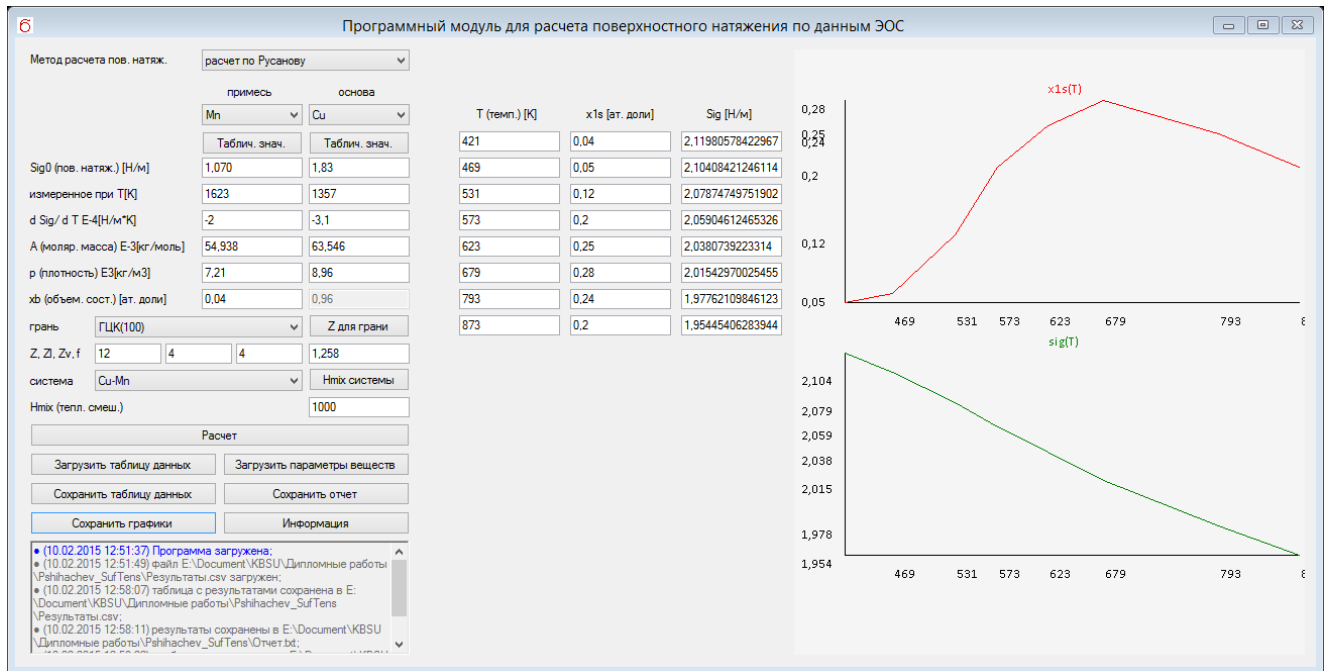 б Программный модуль для расчета поверхностного натяжения по данным ЭОС
Метод расчета пов. натяж. расчет по Русанову
примесь основа
Mn Cu
Таблич. знач. Таблич. знач.
Sig0 (пов. натяж.) [Н/м] 1,070 1,83
измеренное при T[K] 1623 1357
d Sig/ d T E-4[Н/м*K] -2 -3,1
A (моляр. масса) E-3[кг/моль] 54,938 63,546
p (плотность) E3[кг/м3] 7,21 8,96
xb (объем. сост.) [ат. доли] 0,04 0,96
грань ГЦК(100) Z для грани
Z, Zl, Zv, f 12 4 4 1,258
система Cu-Mn Hmix системы
Hmix (тепл. смеш.) 1000
Расчет
Загрузить таблицу данных Загрузить параметры веществ
Сохранить таблицу данных Сохранить отчет
Сохранить графики Информация
• (10.02.2015 12:51:37) Программа загружена;
• (10.02.2015 12:51:49) файл E:\Document\KBSU\Дипломные работы
\Pshihachev_SufTens\Результаты.csv загружен;
• (10.02.2015 12:58:07) таблица с результатами сохранена в E:
\Document\KBSU\Дипломные работы\Pshihachev_SufTens
\Результаты.csv;
• (10.02.2015 12:58:11) результаты сохранены в E:\Document\KBSU
\Дипломные работы\Pshihachev_SufTens\Отчет.txt;
T (темп.) [K] x1s [ат. доли] Sig [Н/м]
421 0,04 2,11980578422967
469 0,05 2,10408421246114
531 0,12 2,07874749751902
573 0,2 2,05904612465326
623 0,25 2,0380739223314
679 0,28 2,01542970025455
793 0,24 1,97762109846123
873 0,2 1,95445406283944
x1s(T)
0,28
0,25
0,24
0,2
0,12
0,05
469 531 573 623 679 793 8
sig(T)
2,104
2,079
2,059
2,038
2,015
1,978
1,954
469 531 573 623 679 793 8